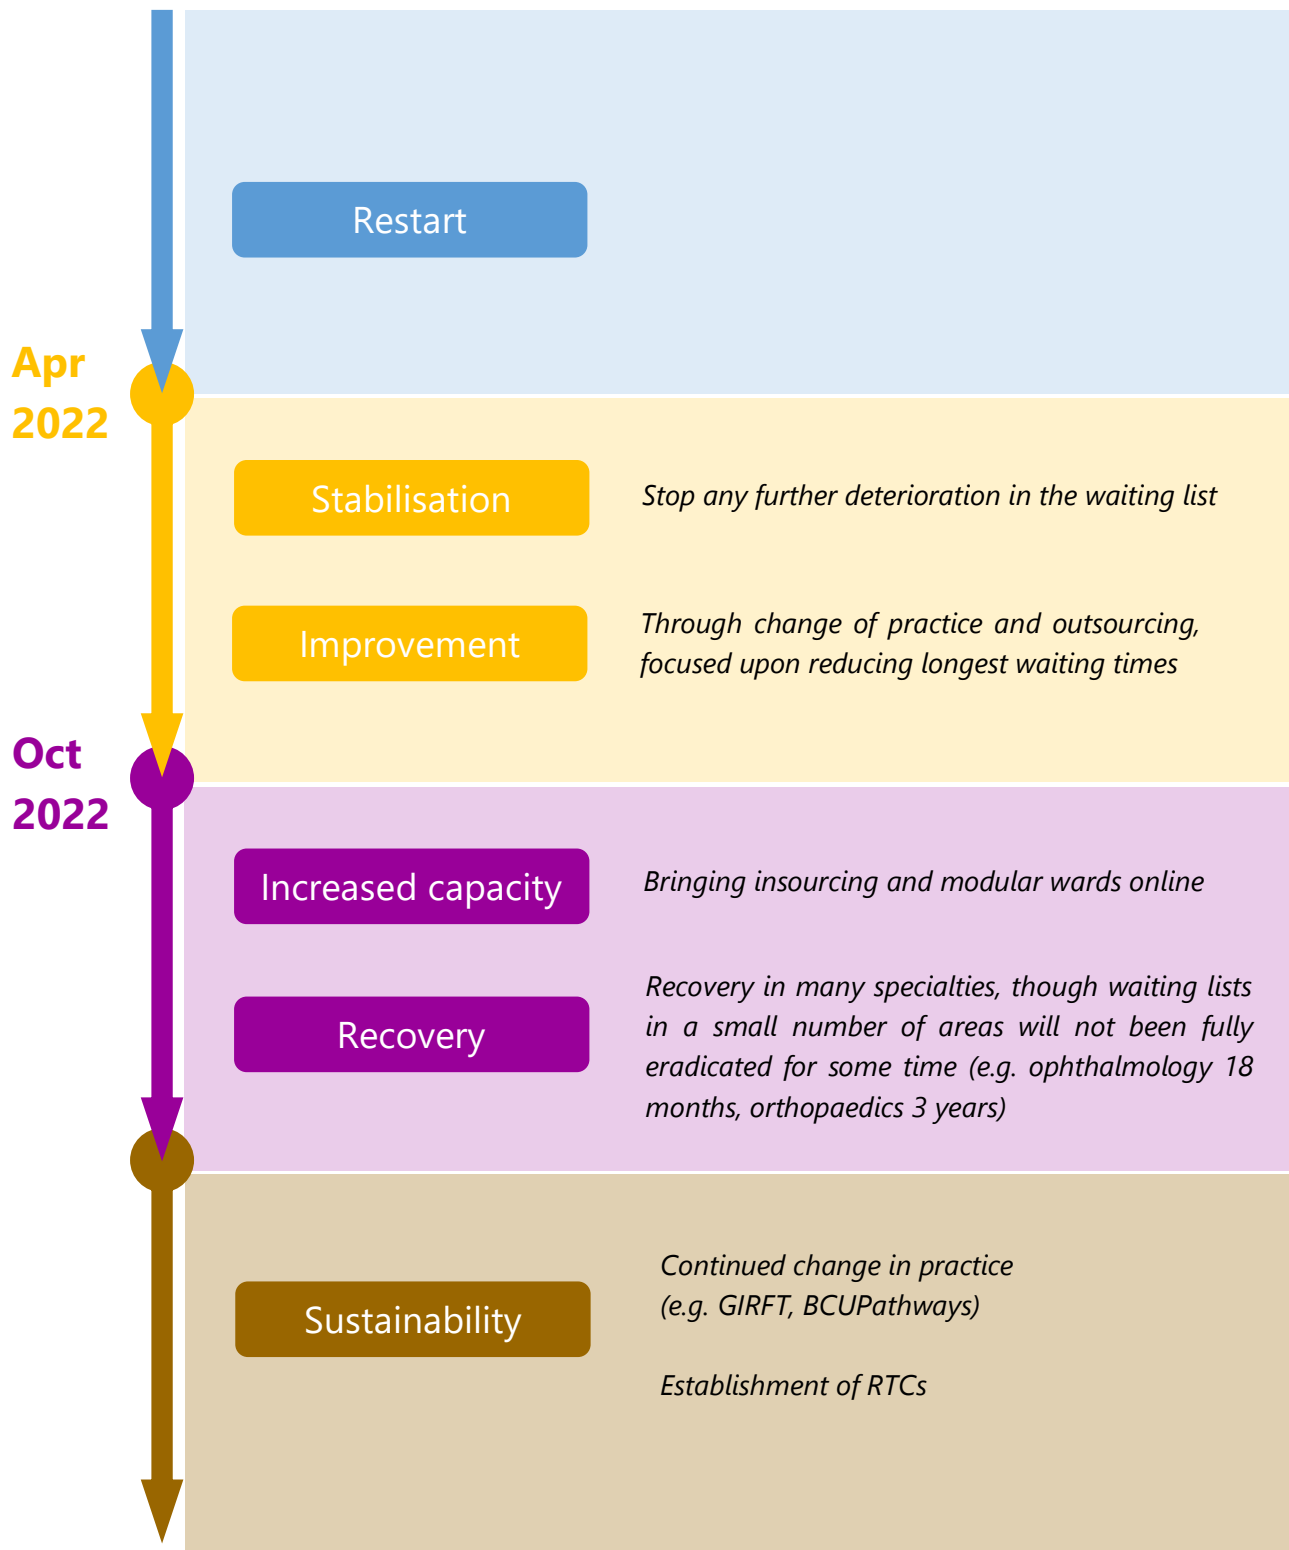 Restart
Apr
2022
Stabilisation
Stop any further deterioration in the waiting list
Improvement
Through change of practice and outsourcing,
focused upon reducing longest waiting times
Oct
2022
Increased capacity
Bringing insourcing and modular wards online
Recovery
Recovery in many specialties, though waiting lists
in a small number of areas will not been fully
eradicated for some time (e.g. ophthalmology 18
months, orthopaedics 3 years)
Sustainability
Continued change in practice
(e.g. GIRFT, BCUPathways)
Establishment of RTCs